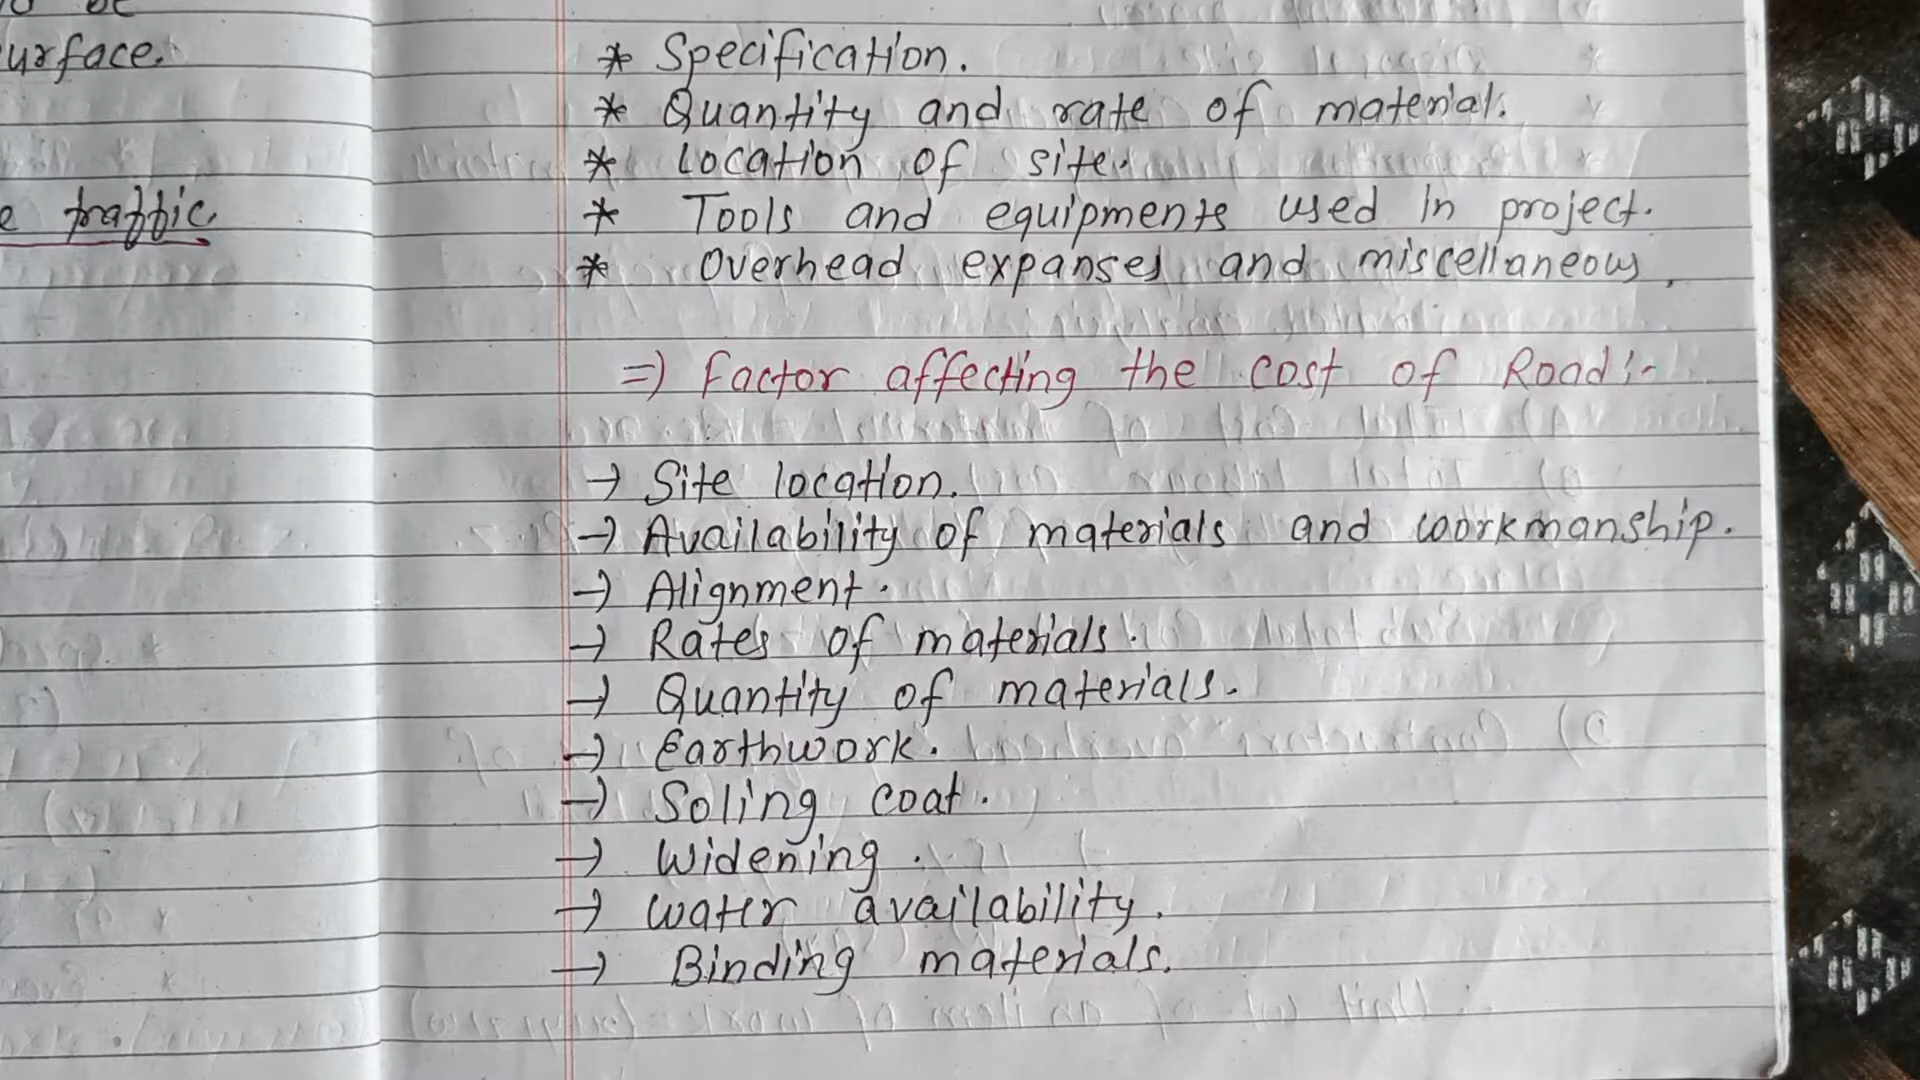 urface.
e traffic.
* Specification.
* Quantity and rate of material.
* Location of site.
* Tools and equipments used in project.
* Overhead expanses and miscellaneous.
=) Factor affecting the cost of Road:-
→ Site location.
→ Availability of materials and workmanship.
→ Alignment.
→ Rates of materials.
→ Quantity of materials.
→ Earthwork.
→ Soling coat.
→ Widening.
→ Water availability.
→ Binding materials.